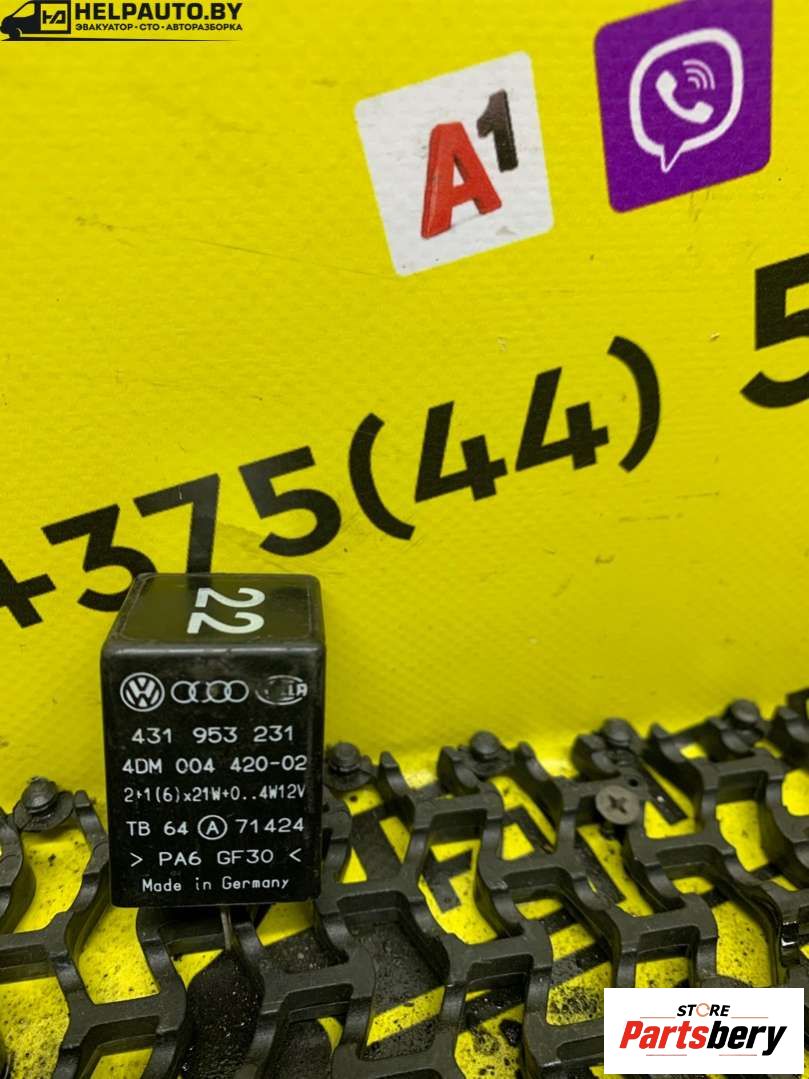 HELPAUTO.BY
ЭВАКУАТОР·СТО·АВТОРАЗБОРКА
A1
+375(44) 5
22
431 953 231
4DM 004 420-02
2+1(6)x21W+0..4W12V
TB 64 A 71424
> PA6 GF30 <
Made in Germany
STORE
Partsbery